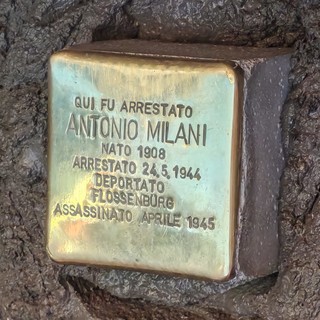 QUI FU ARRESTATO
ANTONIO MILANI
NATO 1908
ARRESTATO 24.5.1944
DEPORTATO
FLOSSENBÜRG
ASSASSINATO APRILE 1945